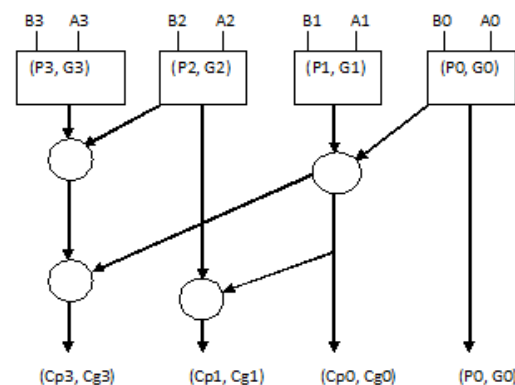 B3 A3 B2 A2 B1 A1 B0 A0
(P3, G3) (P2, G2) (P1, G1) (P0, G0)
(Cp3, Cg3) (Cp1, Cg1) (Cp0, Cg0) (P0, G0)